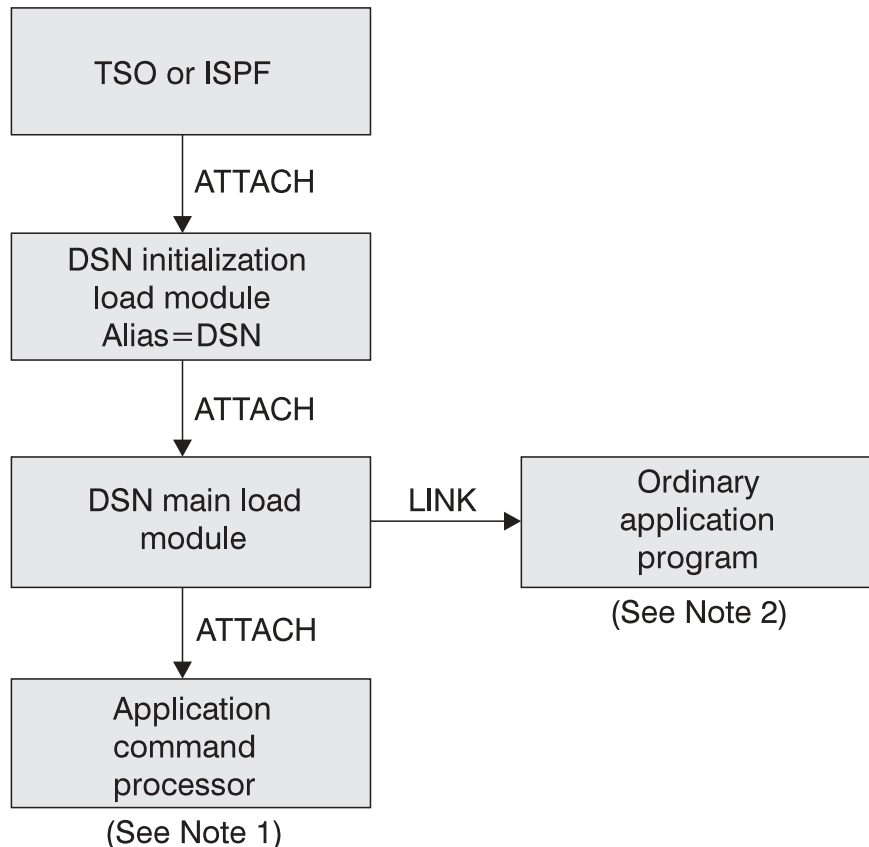 TSO or ISPF
ATTACH
DSN initialization
load module
Alias=DSN
ATTACH
DSN main load
module
LINK
Ordinary
application
program
(See Note 2)
ATTACH
Application
command
processor
(See Note 1)